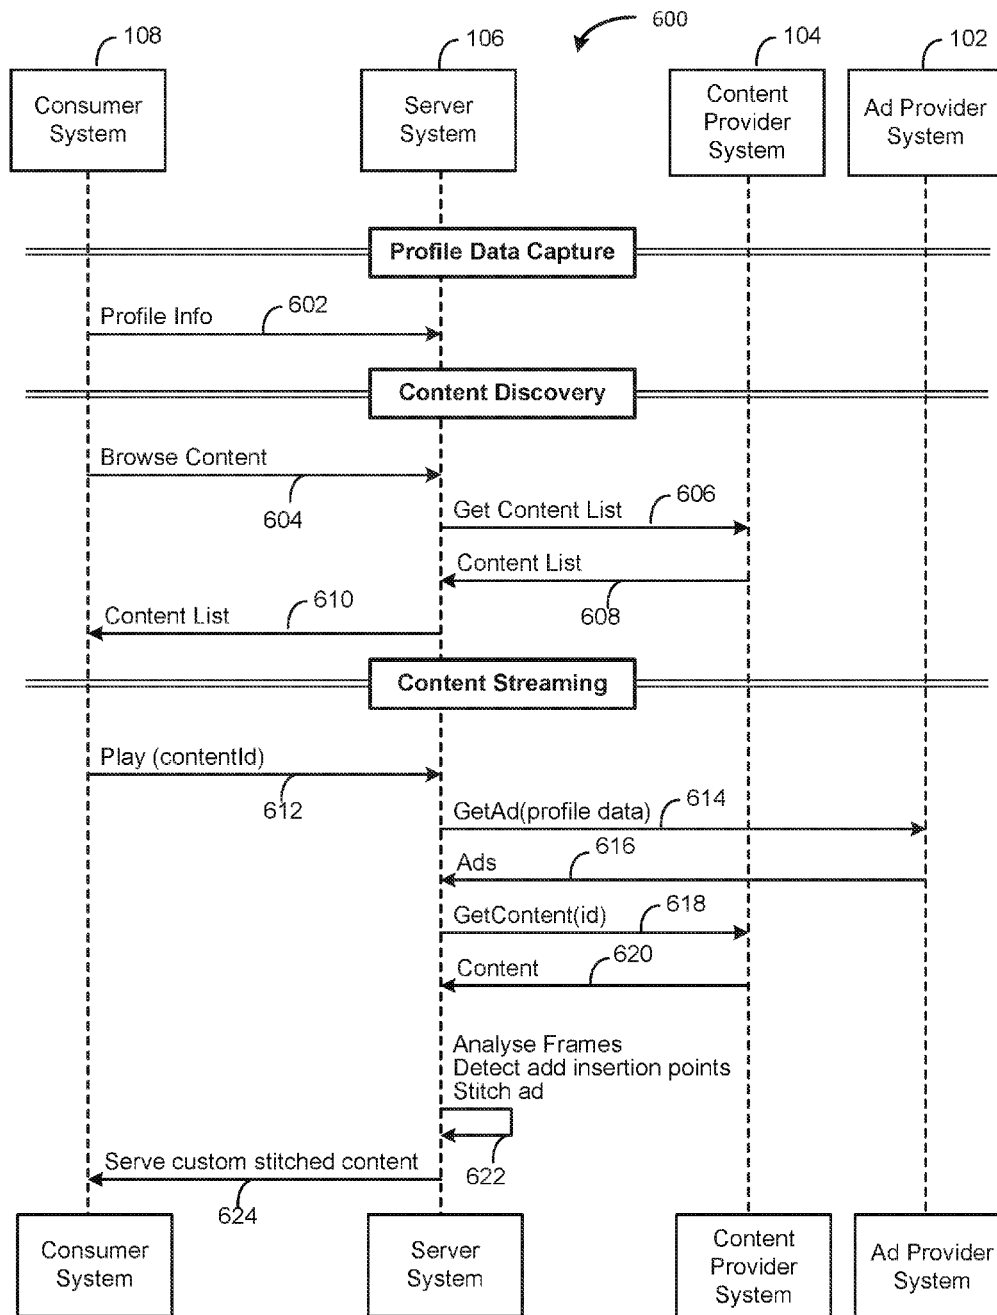 600
108
106
104
102
Consumer
System
Server
System
Content
Provider
System
Ad Provider
System
Profile Data Capture
Profile Info
602
Content Discovery
Browse Content
604
Get Content List
606
Content List
608
Content List
610
Content Streaming
Play (contentId)
612
GetAd(profile data)
614
Ads
616
GetContent(id)
618
Content
620
Analyse Frames
Detect add insertion points
Stitch ad
622
Serve custom stitched content
624
Consumer
System
Server
System
Content
Provider
System
Ad Provider
System